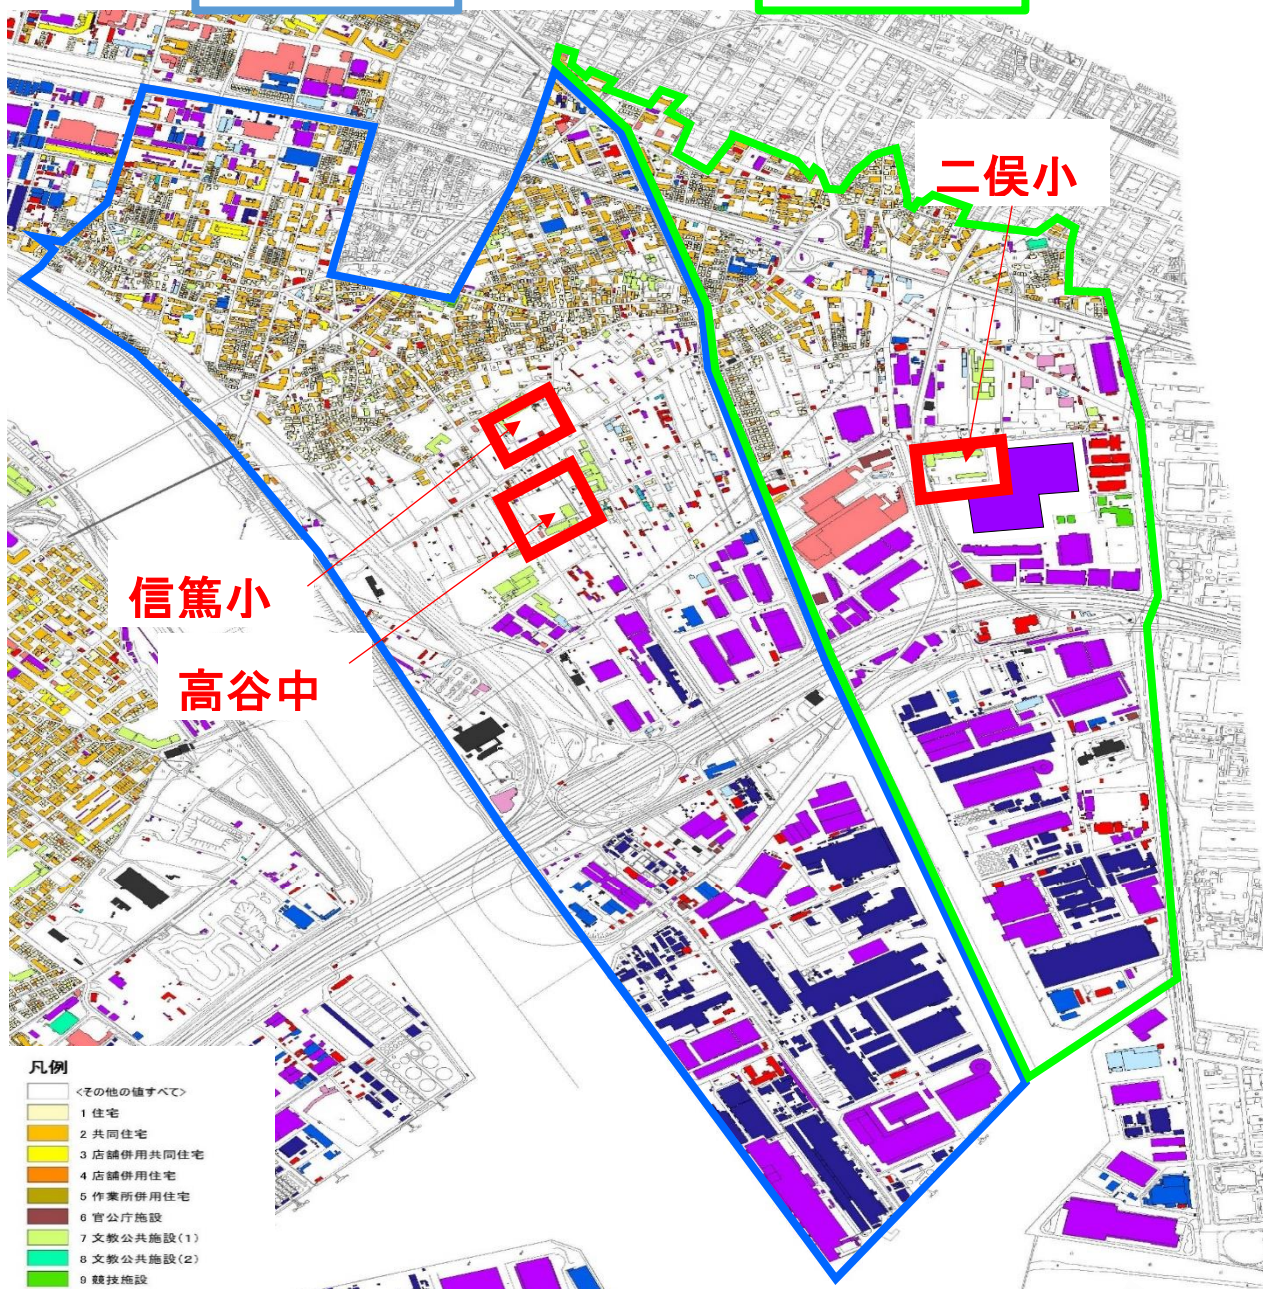 二俣小
信篤小
高谷中
凡例
<その他の値すべて>
1 住宅
2 共同住宅
3 店舗併用共同住宅
4 店舗併用住宅
5 作業所併用住宅
6 官公庁施設
7 文教公共施設(1)
8 文教公共施設(2)
9 競技施設